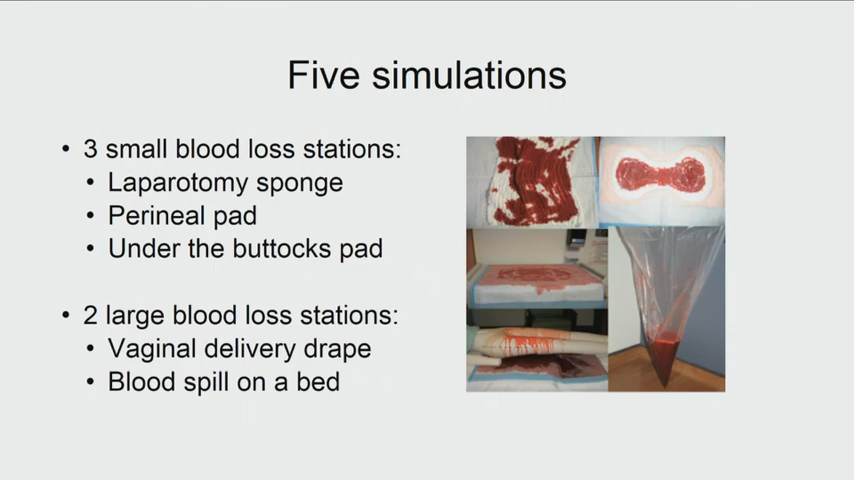 Five simulations
• 3 small blood loss stations:
• Laparotomy sponge
• Perineal pad
• Under the buttocks pad
• 2 large blood loss stations:
• Vaginal delivery drape
• Blood spill on a bed